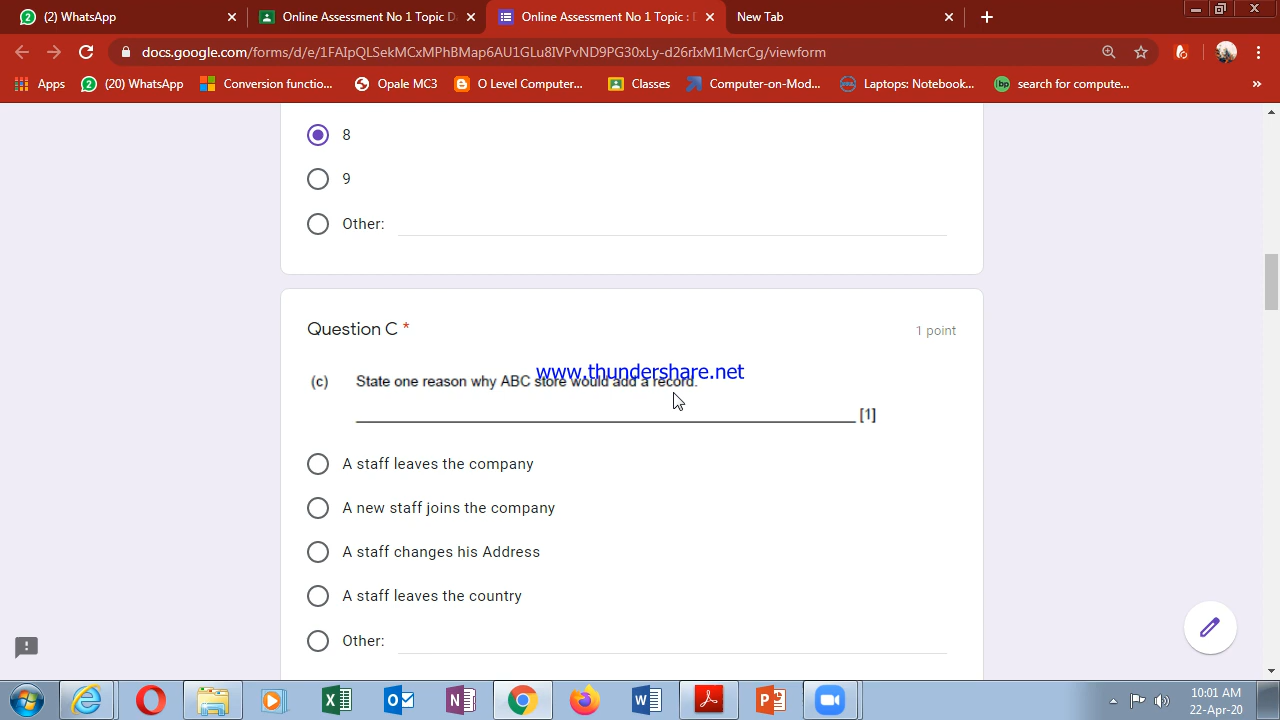 (2) WhatsApp
Online Assessment No 1 Topic D
Online Assessment No 1 Topic :
New Tab
docs.google.com/forms/d/e/1FAIpQLSekMCxMPhBMap6AU1GLu8IVPvND9PG30xLy-d26rIxM1McrCg/viewform
Apps
(20) WhatsApp
Conversion functio...
Opale MC3
O Level Computer...
Classes
Computer-on-Mod...
Laptops: Notebook...
search for compute...
»
8
9
Other:
Question C *
1 point
www.thundershare.net
(c) State one reason why ABC store would add a record.
[1]
A staff leaves the company
A new staff joins the company
A staff changes his Address
A staff leaves the country
Other:
10:01 AM
22-Apr-20